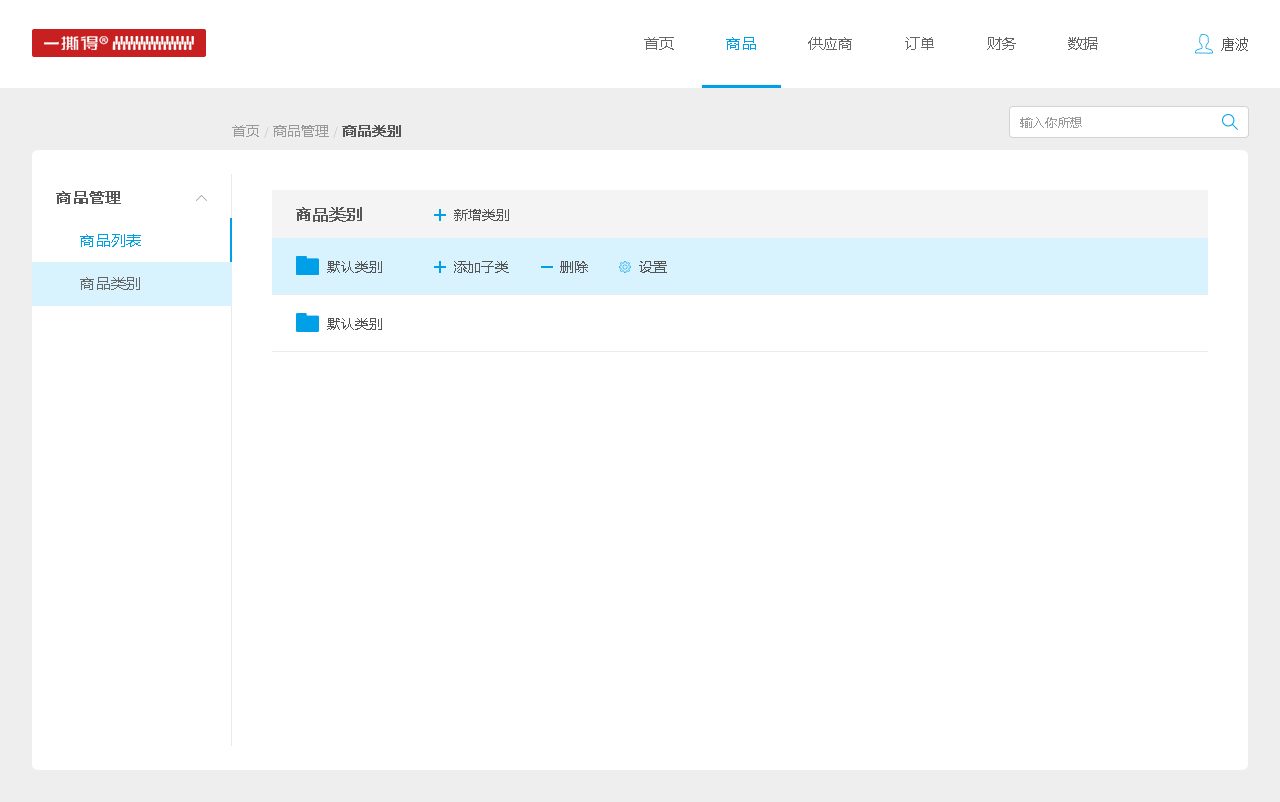 一撕得®
首页 商品 供应商 订单 财务 数据 唐波
首页 / 商品管理 / 商品类别
输入你所想
商品管理
商品列表
商品类别
商品类别 新增类别
默认类别 添加子类 删除 设置
默认类别